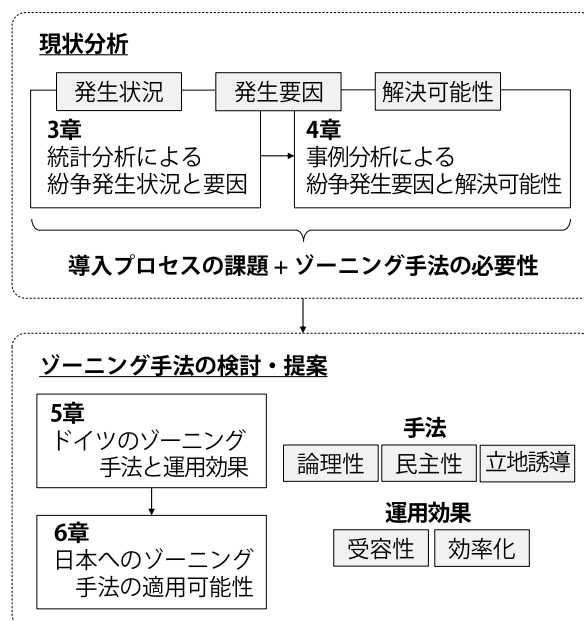 現状分析
発生状況
発生要因
解決可能性
3章
統計分析による
紛争発生状況と要因
4章
事例分析による
紛争発生要因と解決可能性
導入プロセスの課題 + ゾーニング手法の必要性
ゾーニング手法の検討・提案
5章
ドイツのゾーニング
手法と運用効果
6章
日本へのゾーニング
手法の適用可能性
手法
論理性
民主性
立地誘導
運用効果
受容性
効率化